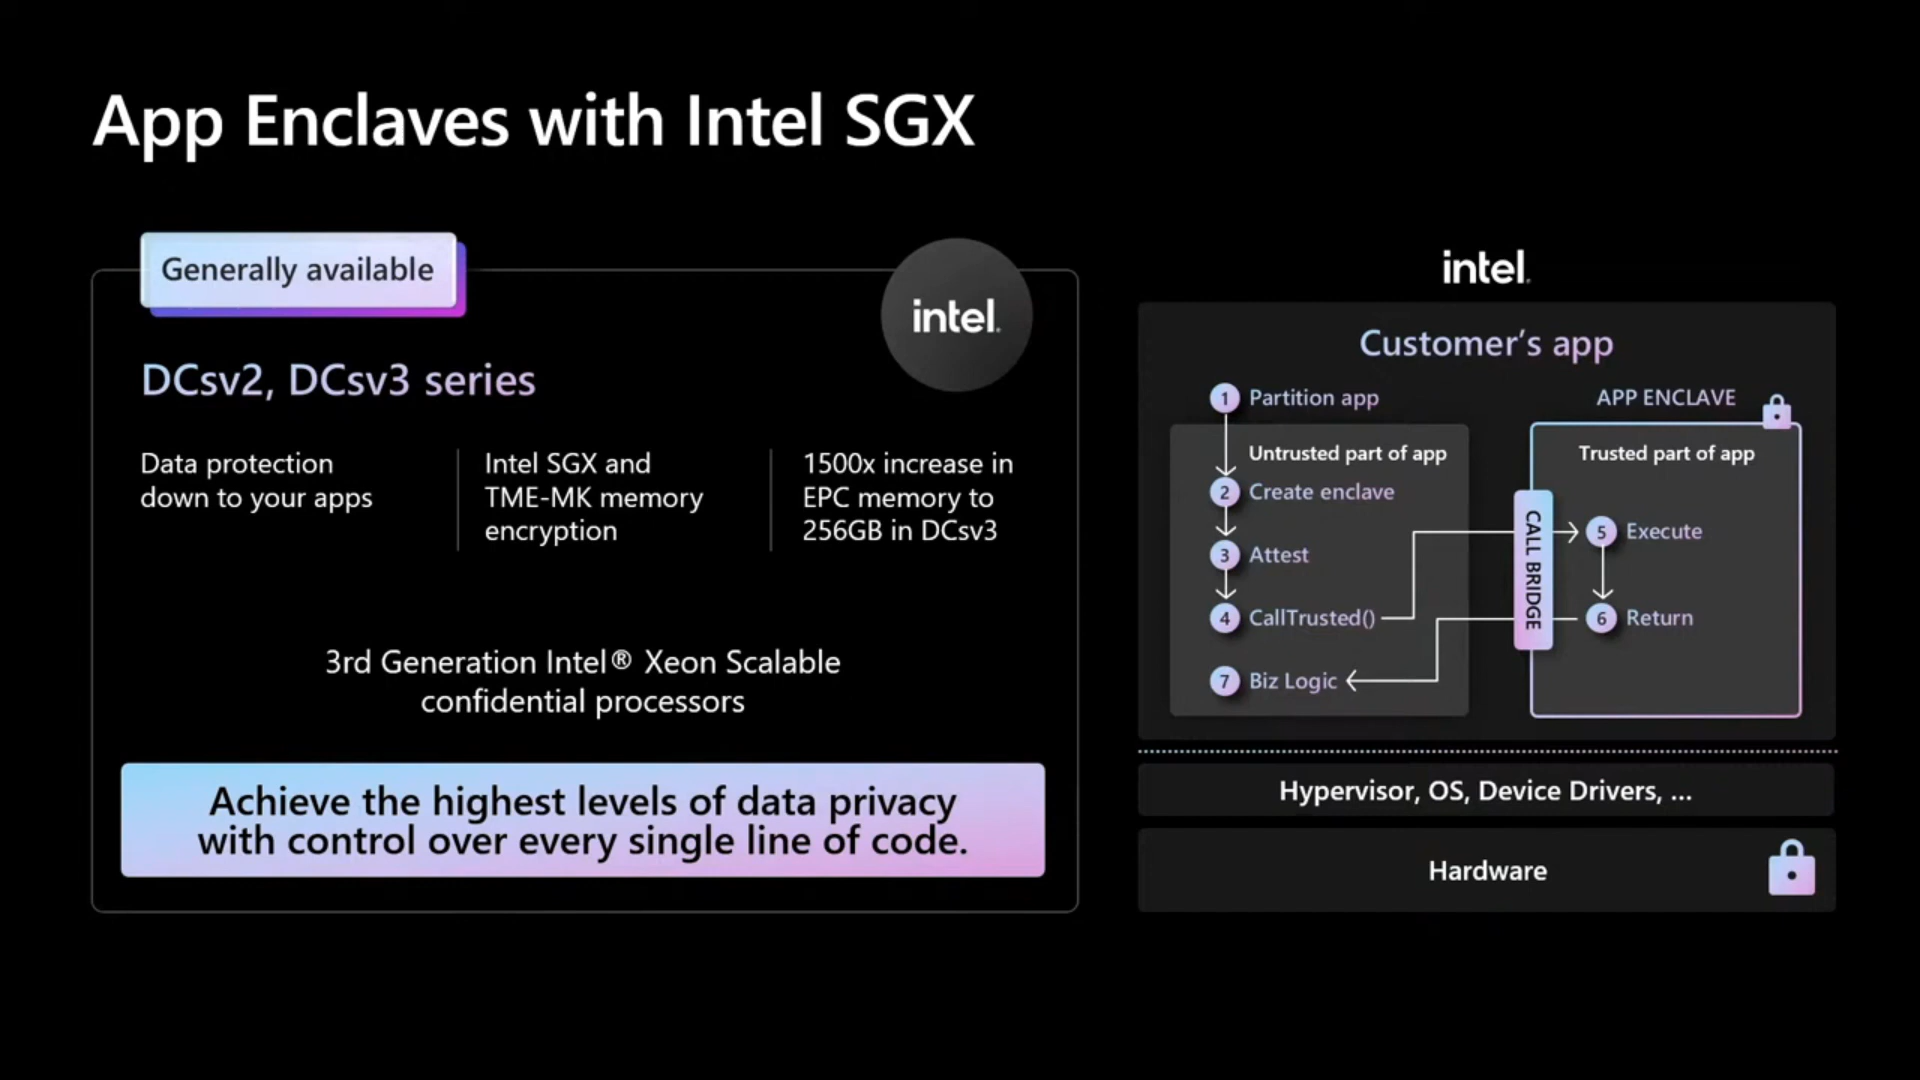 App Enclaves with Intel SGX
Generally available
intel.
DCsv2, DCsv3 series
Data protection
down to your apps
Intel SGX and
TME-MK memory
encryption
1500x increase in
EPC memory to
256GB in DCsv3
3rd Generation Intel® Xeon Scalable
confidential processors
Achieve the highest levels of data privacy
with control over every single line of code.
intel.
Customer’s app
1 Partition app
Untrusted part of app
2 Create enclave
3 Attest
4 CallTrusted()
7 Biz Logic
CALL BRIDGE
APP ENCLAVE
Trusted part of app
5 Execute
6 Return
Hypervisor, OS, Device Drivers, ...
Hardware